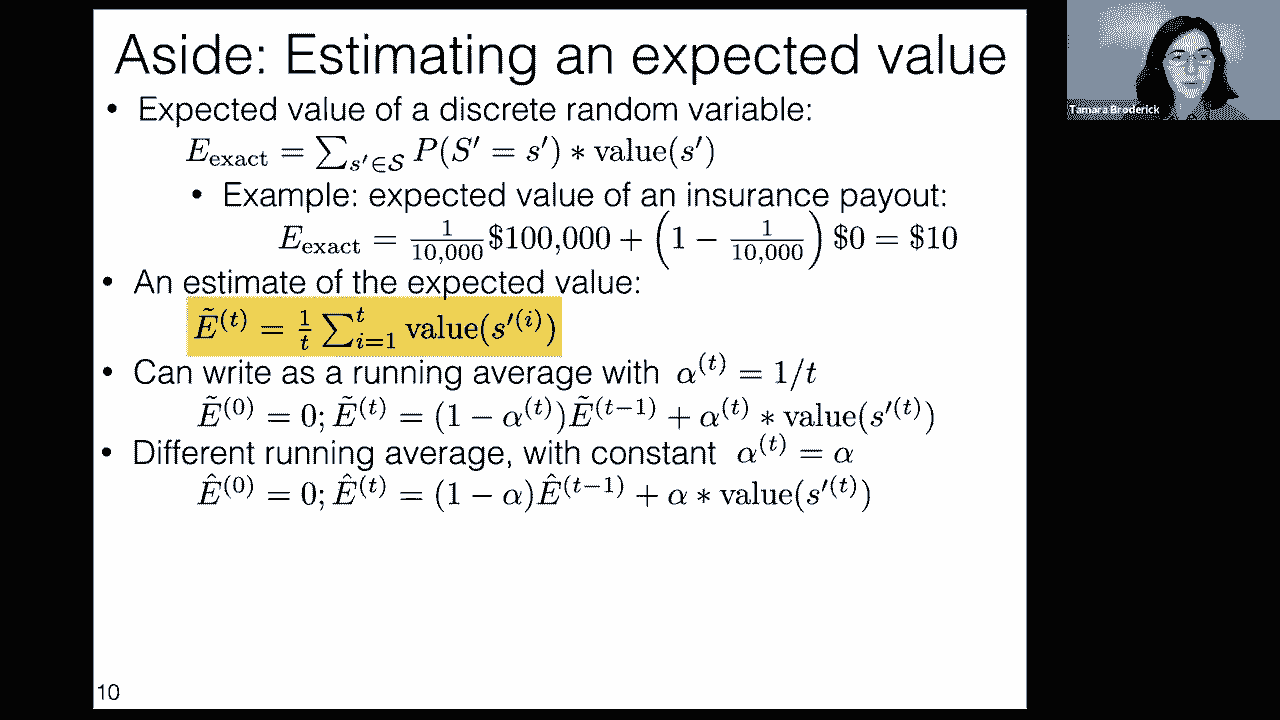 Aside: Estimating an expected value
• Expected value of a discrete random variable:
$E_{\text{exact}} = \sum_{s' \in \mathcal{S}} P(S' = s') * \text{value}(s')$
• Example: expected value of an insurance payout:
$E_{\text{exact}} = \frac{1}{10,000} \$100,000 + \left(1 - \frac{1}{10,000}\right) \$0 = \$10$
• An estimate of the expected value:
$\tilde{E}^{(t)} = \frac{1}{t} \sum_{i=1}^{t} \text{value}(s'^{(i)})$
• Can write as a running average with $\alpha^{(t)} = 1/t$
$\tilde{E}^{(0)} = 0; \tilde{E}^{(t)} = (1 - \alpha^{(t)})\tilde{E}^{(t-1)} + \alpha^{(t)} * \text{value}(s'^{(t)})$
• Different running average, with constant $\alpha^{(t)} = \alpha$
$\hat{E}^{(0)} = 0; \hat{E}^{(t)} = (1 - \alpha)\hat{E}^{(t-1)} + \alpha * \text{value}(s'^{(t)})$
10
Tamara Broderick